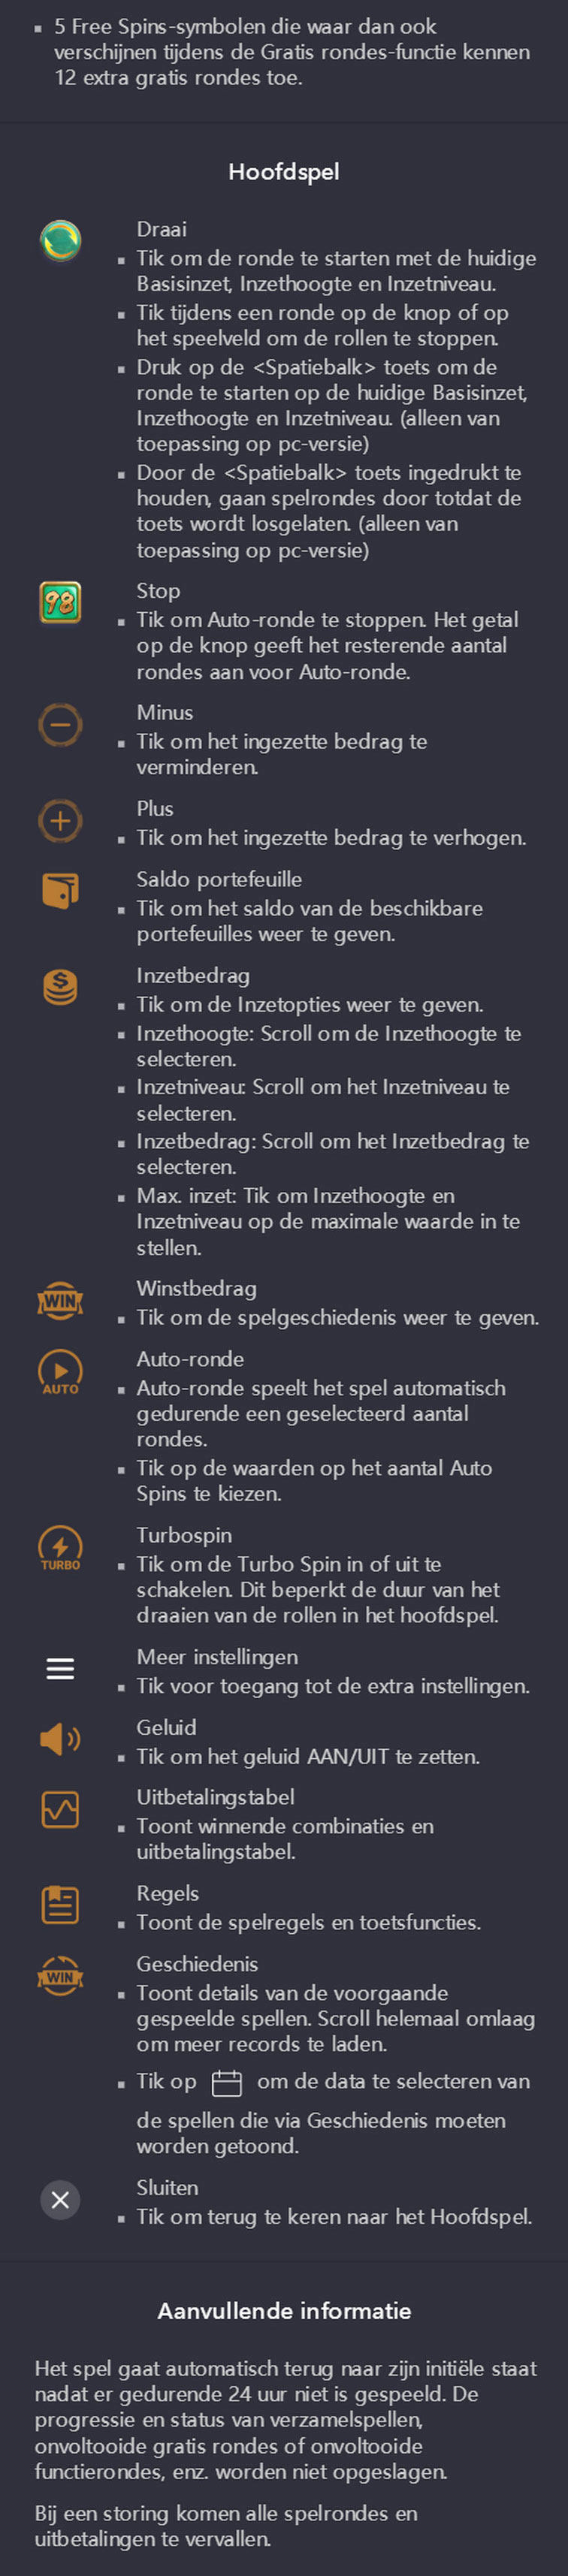 ▪ 5 Free Spins-symbolen die waar dan ook
verschijnen tijdens de Gratis rondes-functie kennen
12 extra gratis rondes toe.
Hoofdspel
Draai
▪ Tik om de ronde te starten met de huidige
Basisinzet, Inzethoogte en Inzetniveau.
▪ Tik tijdens een ronde op de knop of op
het speelveld om de rollen te stoppen.
▪ Druk op de <Spatiebalk> toets om de
ronde te starten op de huidige Basisinzet,
Inzethoogte en Inzetniveau. (alleen van
toepassing op pc-versie)
▪ Door de <Spatiebalk> toets ingedrukt te
houden, gaan spelrondes door totdat de
toets wordt losgelaten. (alleen van
toepassing op pc-versie)
98
Stop
▪ Tik om Auto-ronde te stoppen. Het getal
op de knop geeft het resterende aantal
rondes aan voor Auto-ronde.
Minus
▪ Tik om het ingezette bedrag te
verminderen.
Plus
▪ Tik om het ingezette bedrag te verhogen.
Saldo portefeuille
▪ Tik om het saldo van de beschikbare
portefeuilles weer te geven.
$
Inzetbedrag
▪ Tik om de Inzetopties weer te geven.
▪ Inzethoogte: Scroll om de Inzethoogte te
selecteren.
▪ Inzetniveau: Scroll om het Inzetniveau te
selecteren.
▪ Inzetbedrag: Scroll om het Inzetbedrag te
selecteren.
▪ Max. inzet: Tik om Inzethoogte en
Inzetniveau op de maximale waarde in te
stellen.
WIN
Winstbedrag
▪ Tik om de spelgeschiedenis weer te geven.
AUTO
Auto-ronde
▪ Auto-ronde speelt het spel automatisch
gedurende een geselecteerd aantal
rondes.
▪ Tik op de waarden op het aantal Auto
Spins te kiezen.
TURBO
Turbospin
▪ Tik om de Turbo Spin in of uit te
schakelen. Dit beperkt de duur van het
draaien van de rollen in het hoofdspel.
Meer instellingen
▪ Tik voor toegang tot de extra instellingen.
Geluid
▪ Tik om het geluid AAN/UIT te zetten.
Uitbetalingstabel
▪ Toont winnende combinaties en
uitbetalingstabel.
Regels
▪ Toont de spelregels en toetsfuncties.
WIN
Geschiedenis
▪ Toont details van de voorgaande
gespeelde spellen. Scroll helemaal omlaag
om meer records te laden.
▪ Tik op om de data te selecteren van
de spellen die via Geschiedenis moeten
worden getoond.
Sluiten
▪ Tik om terug te keren naar het Hoofdspel.
Aanvullende informatie
Het spel gaat automatisch terug naar zijn initiële staat
nadat er gedurende 24 uur niet is gespeeld. De
progressie en status van verzamelspellen,
onvoltooide gratis rondes of onvoltooide
functierondes, enz. worden niet opgeslagen.
Bij een storing komen alle spelrondes en
uitbetalingen te vervallen.